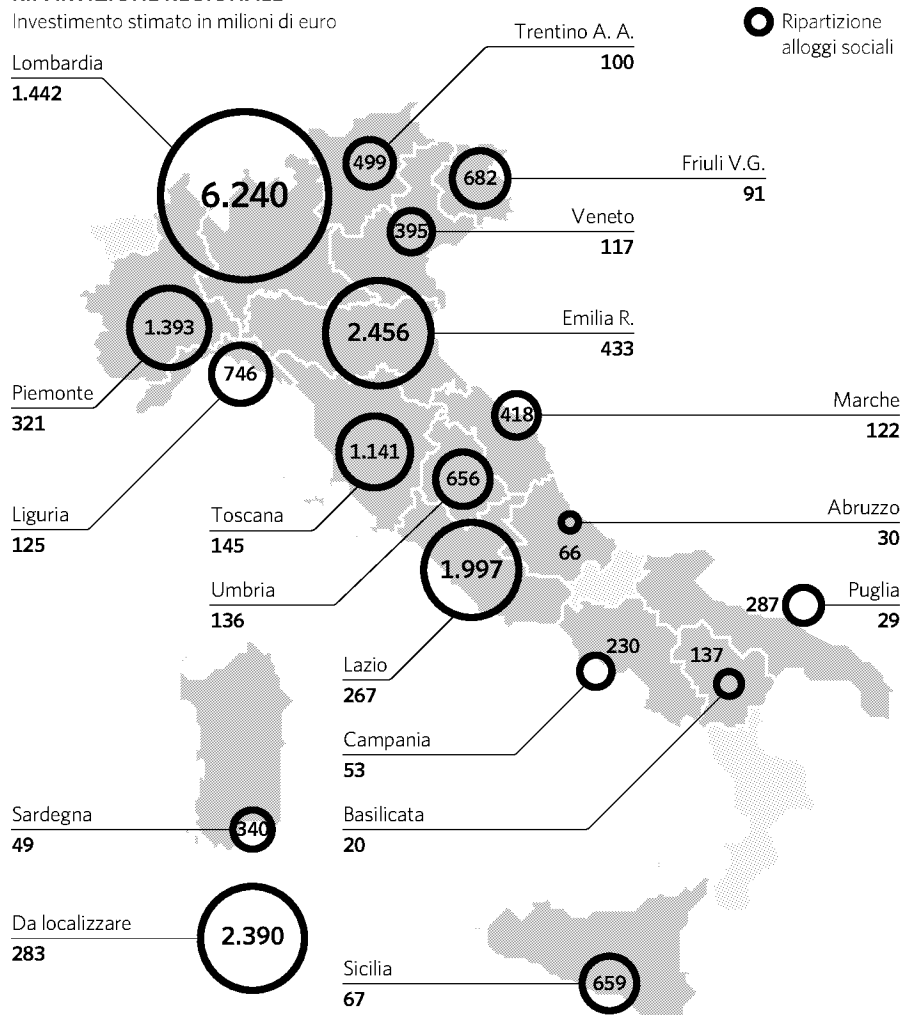 Investimento stimato in milioni di euro
Ripartizione
alloggi sociali
Trentino A. A.
100
Lombardia
1.442
499
682
Friuli V.G.
91
6.240
Veneto
117
395
1.393
2.456
Emilia R.
433
746
Piemonte
321
418
Marche
122
1.141
656
Liguria
125
Toscana
145
Abruzzo
30
66
1.997
Umbria
136
287
Puglia
29
230
137
Lazio
267
Campania
53
Sardegna
49
340
Basilicata
20
Da localizzare
283
2.390
Sicilia
67
659